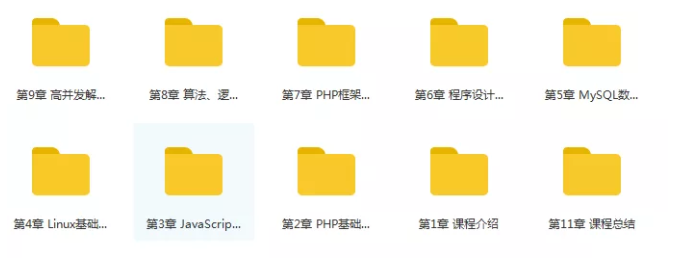 第9章 高并发解...
第8章 算法、逻...
第7章 PHP框架...
第6章 程序设计...
第5章 MySQL数...
第4章 Linux基础...
第3章 JavaScrip...
第2章 PHP基础...
第1章 课程介绍
第11章 课程总结